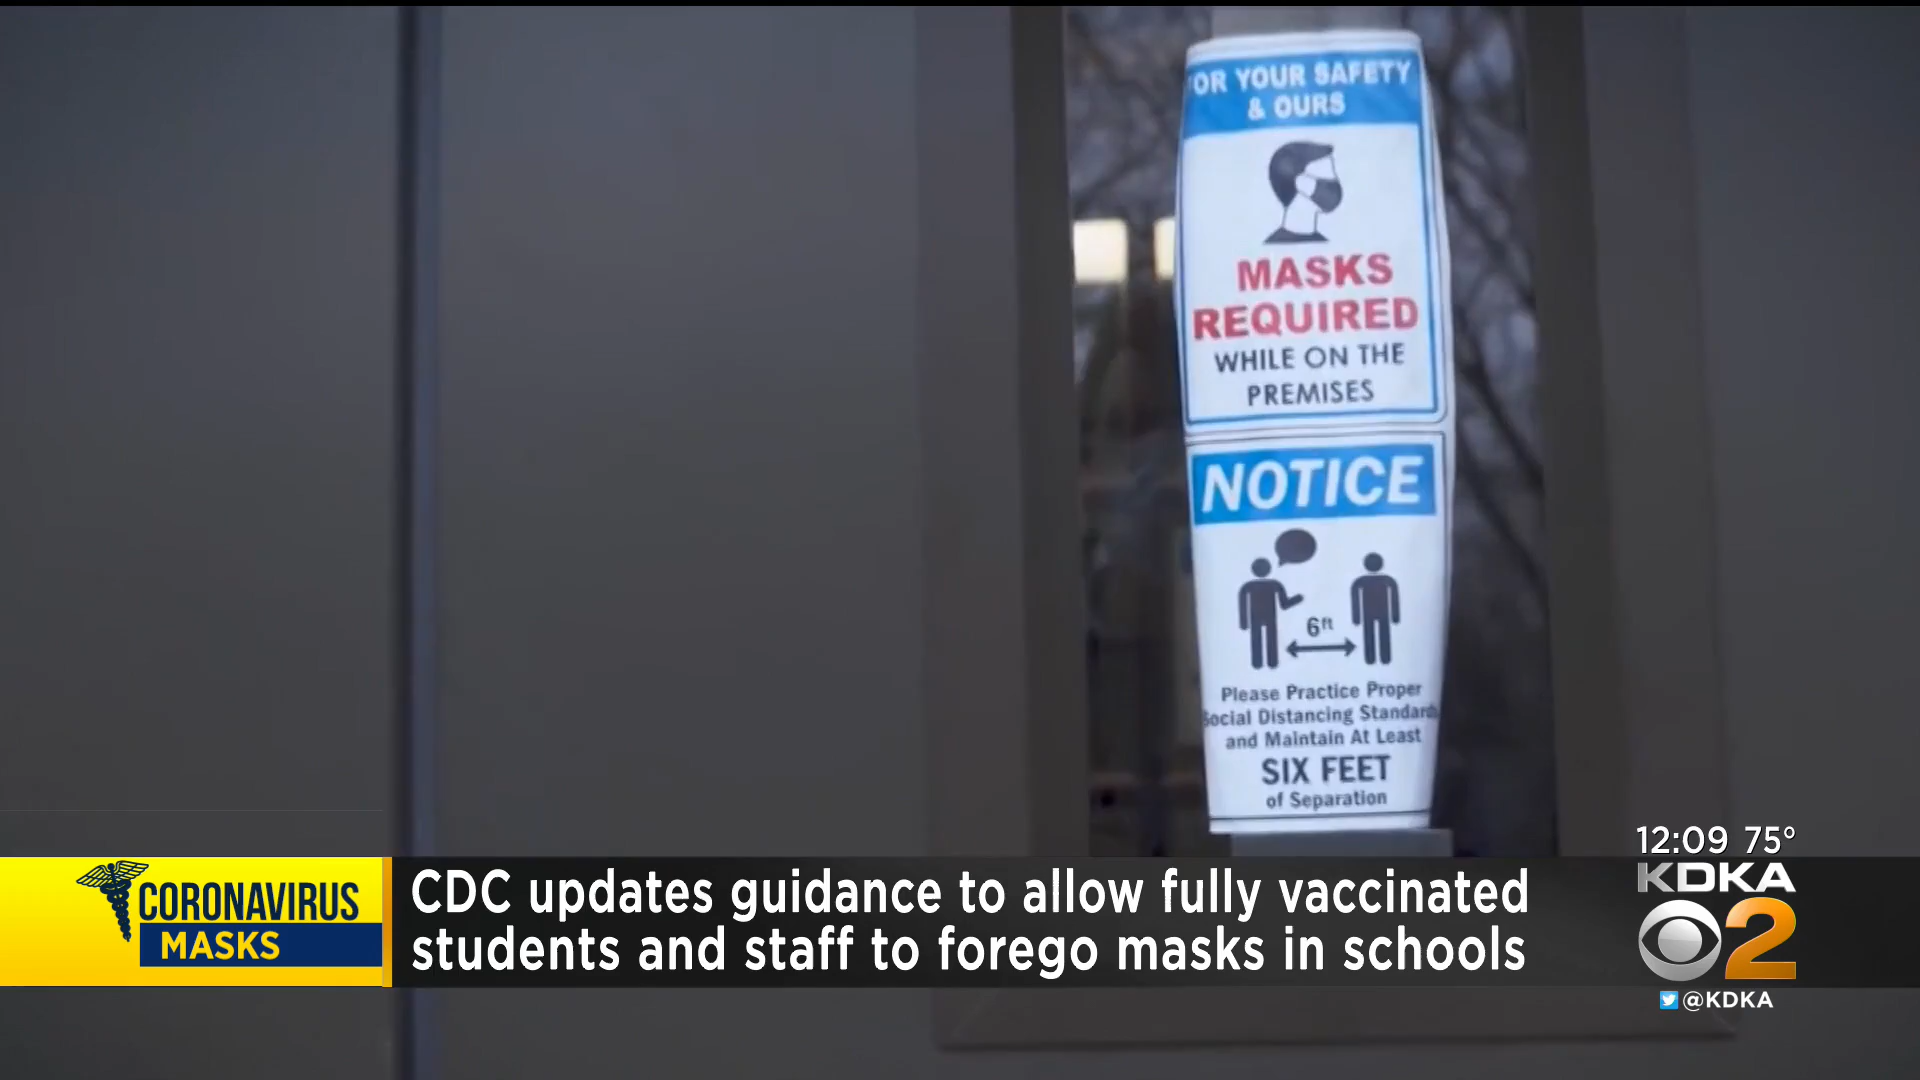 OR YOUR SAFETY
& OURS
MASKS
REQUIRED
WHILE ON THE
PREMISES
NOTICE
6ft
Please Practice Proper
Social Distancing Standard
and Maintain At Least
SIX FEET
of Separation
12:09 75°
KDKA
2
@KDKA
CORONAVIRUS
MASKS
CDC updates guidance to allow fully vaccinated
students and staff to forego masks in schools